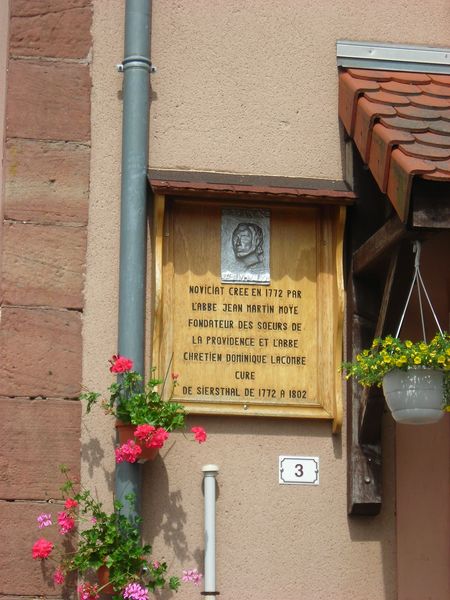 NOVICIAT CREE EN 1772 PAR
L'ABBE JEAN MARTIN MOŸE
FONDATEUR DES SOEURS DE
LA PROVIDENCE ET L'ABBE
CHRETIEN DOMINIQUE LACOMBE
CURE
DE SIERSTHAL DE 1772 A 1802
3